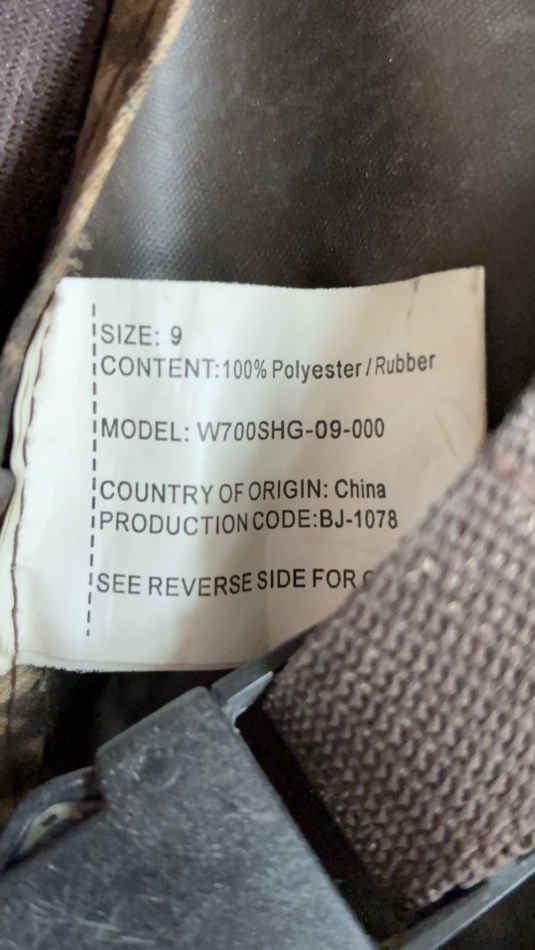 SIZE: 9
CONTENT:100% Polyester / Rubber
MODEL: W700SHG-09-000
COUNTRY OF ORIGIN: China
PRODUCTION CODE:BJ-1078
SEE REVERSE SIDE FOR